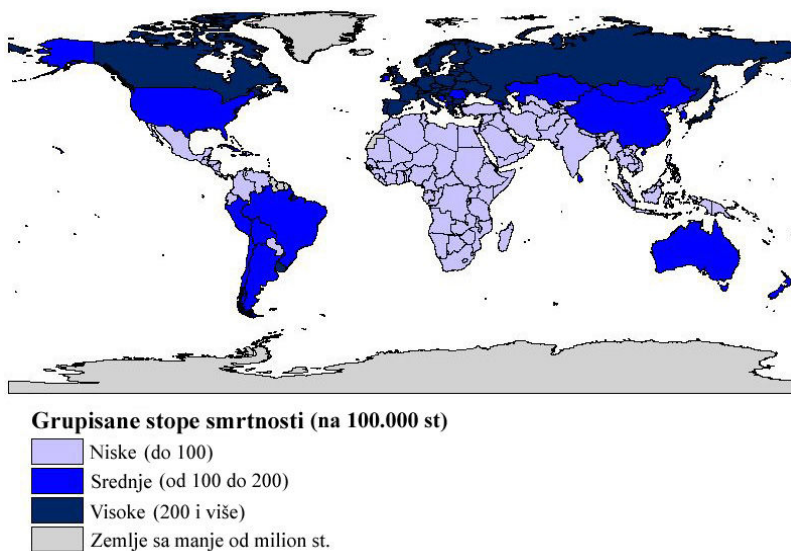 Grupisane stope smrtnosti (na 100.000 st)
Niske (do 100)
Srednje (od 100 do 200)
Visoke (200 i više)
Zemlje sa manje od milion st.